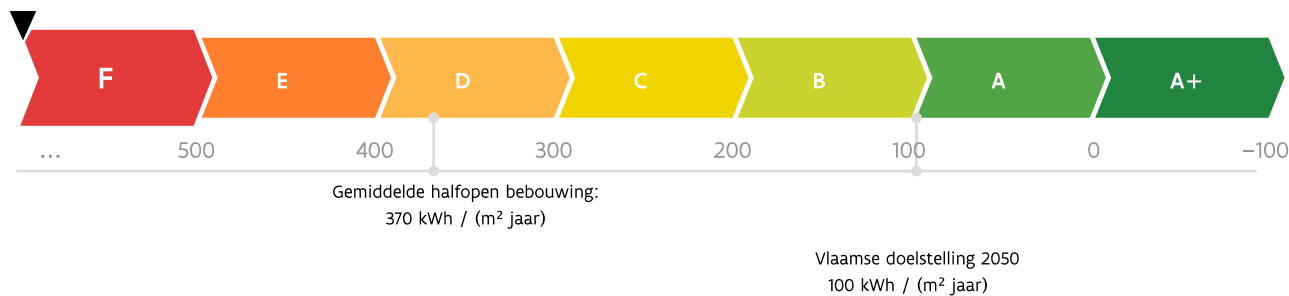 F E D C B A A+
... 500 400 300 200 100 0 –100
Gemiddelde halfopen bebouwing:
370 kWh / (m² jaar)
Vlaamse doelstelling 2050
100 kWh / (m² jaar)